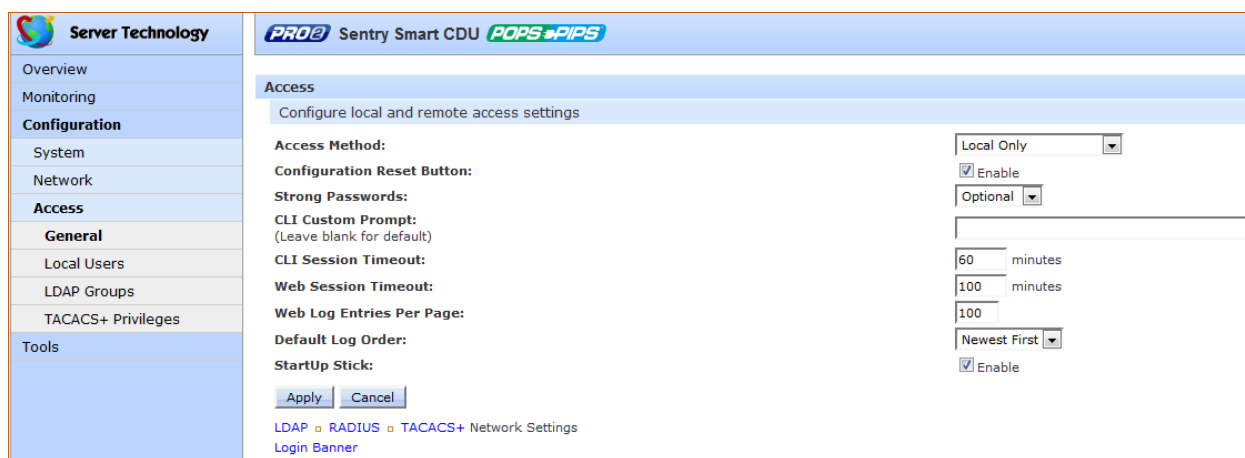 Server Technology
PRO2 Sentry Smart CDU POPS PIPS
Overview
Monitoring
Configuration
System
Network
Access
General
Local Users
LDAP Groups
TACACS+ Privileges
Tools
Access
Configure local and remote access settings
Access Method: Local Only
Configuration Reset Button: Enable
Strong Passwords: Optional
CLI Custom Prompt:
(Leave blank for default)
CLI Session Timeout: 60 minutes
Web Session Timeout: 100 minutes
Web Log Entries Per Page: 100
Default Log Order: Newest First
StartUp Stick: Enable
Apply Cancel
LDAP RADIUS TACACS+ Network Settings
Login Banner